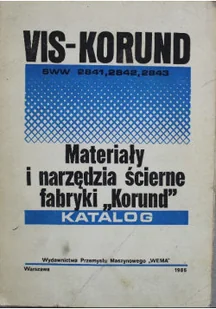 VIS-KORUND
SWW 2841, 2842, 2843
Materiały
i narzędzia ścierne
fabryki „Korund"
KATALOG
Wydawnictwa Przemysłu Maszynowego „WEMA"
Warszawa 1985